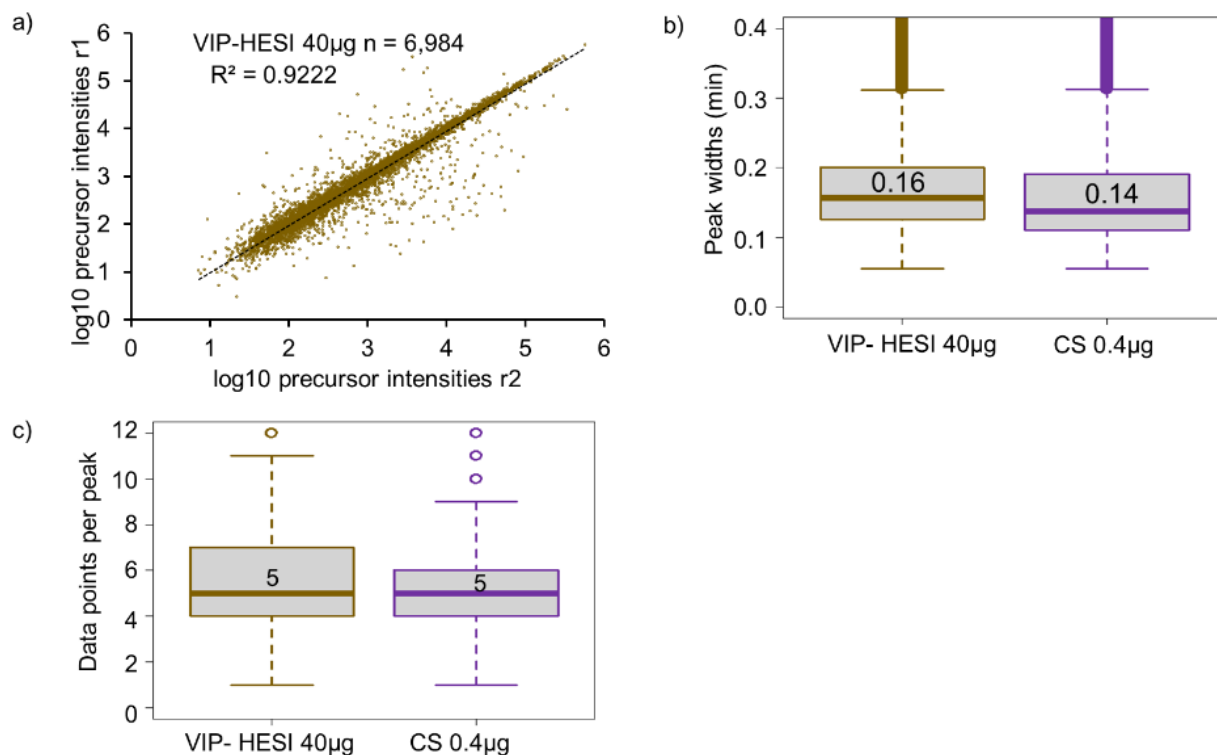 a)
VIP-HESI 40µg n = 6,984
R² = 0.9222
log10 precursor intensities r1
6
5
4
3
2
1
0
0 1 2 3 4 5 6
log10 precursor intensities r2
b)
Peak widths (min)
0.4
0.3
0.2
0.1
0.0
0.16
0.14
VIP- HESI 40µg CS 0.4µg
c)
Data points per peak
12
10
8
6
4
2
0
5
5
VIP- HESI 40µg CS 0.4µg